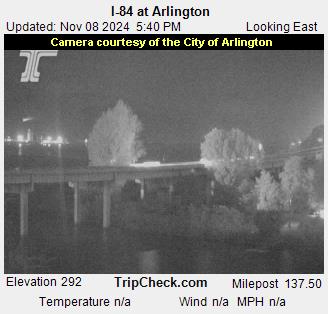 I-84 at Arlington
Updated: Nov 08 2024 5:40 PM Looking East
Camera courtesy of the City of Arlington
Elevation 292 TripCheck.com Milepost 137.50
Temperature n/a Wind n/a MPH n/a